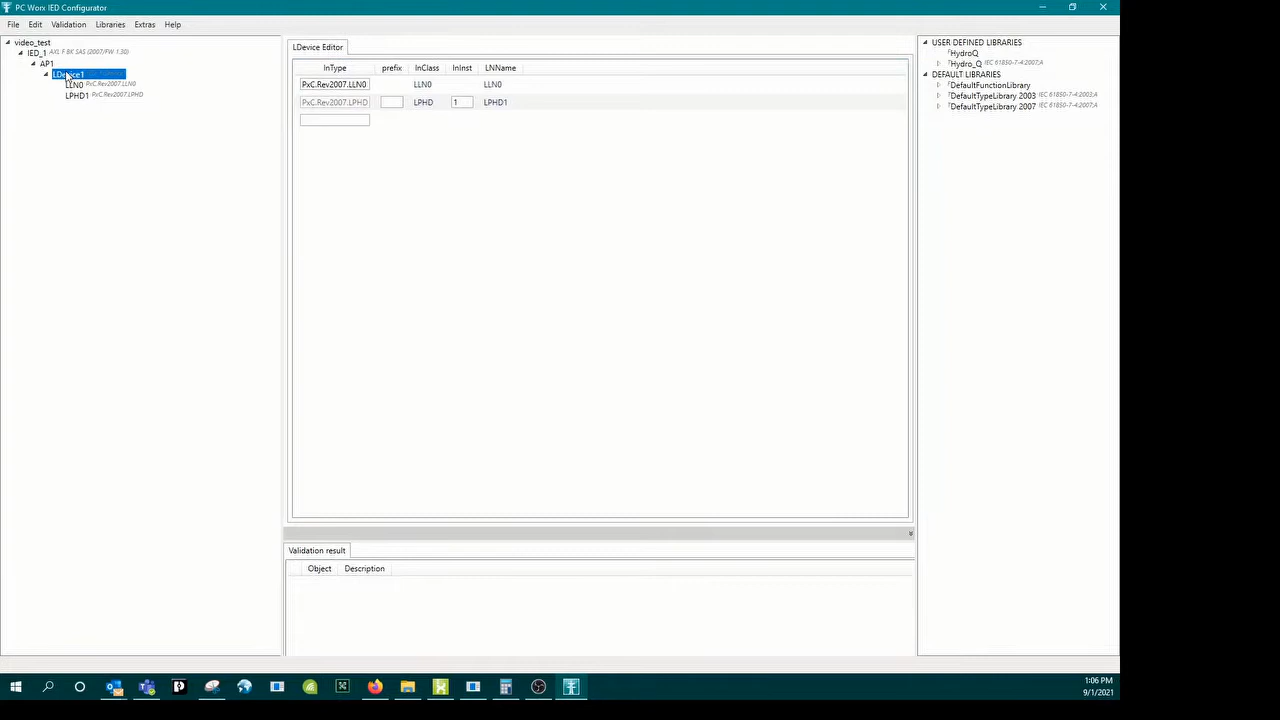 PC Worx IED Configurator
File Edit Validation Libraries Extras Help
video_test
IED_1 AXL F BK SAS (2007/FW 1.30)
AP1
LDevice1
LLN0 PxC.Rev2007.LLN0
LPHD1 PxC.Rev2007.LPHD
LDevice Editor
lnType prefix lnClass lnInst LNName
PxC.Rev2007.LLN0 LLN0 LLN0
PxC.Rev2007.LPHD LPHD 1 LPHD1
Validation result
Object Description
USER DEFINED LIBRARIES
HydroQ
Hydro_Q IEC 61850-7-4:2007;A
DEFAULT LIBRARIES
DefaultFunctionLibrary
DefaultTypeLibrary 2003 IEC 61850-7-4:2003;A
DefaultTypeLibrary 2007 IEC 61850-7-4:2007;A
1:06 PM
9/1/2021